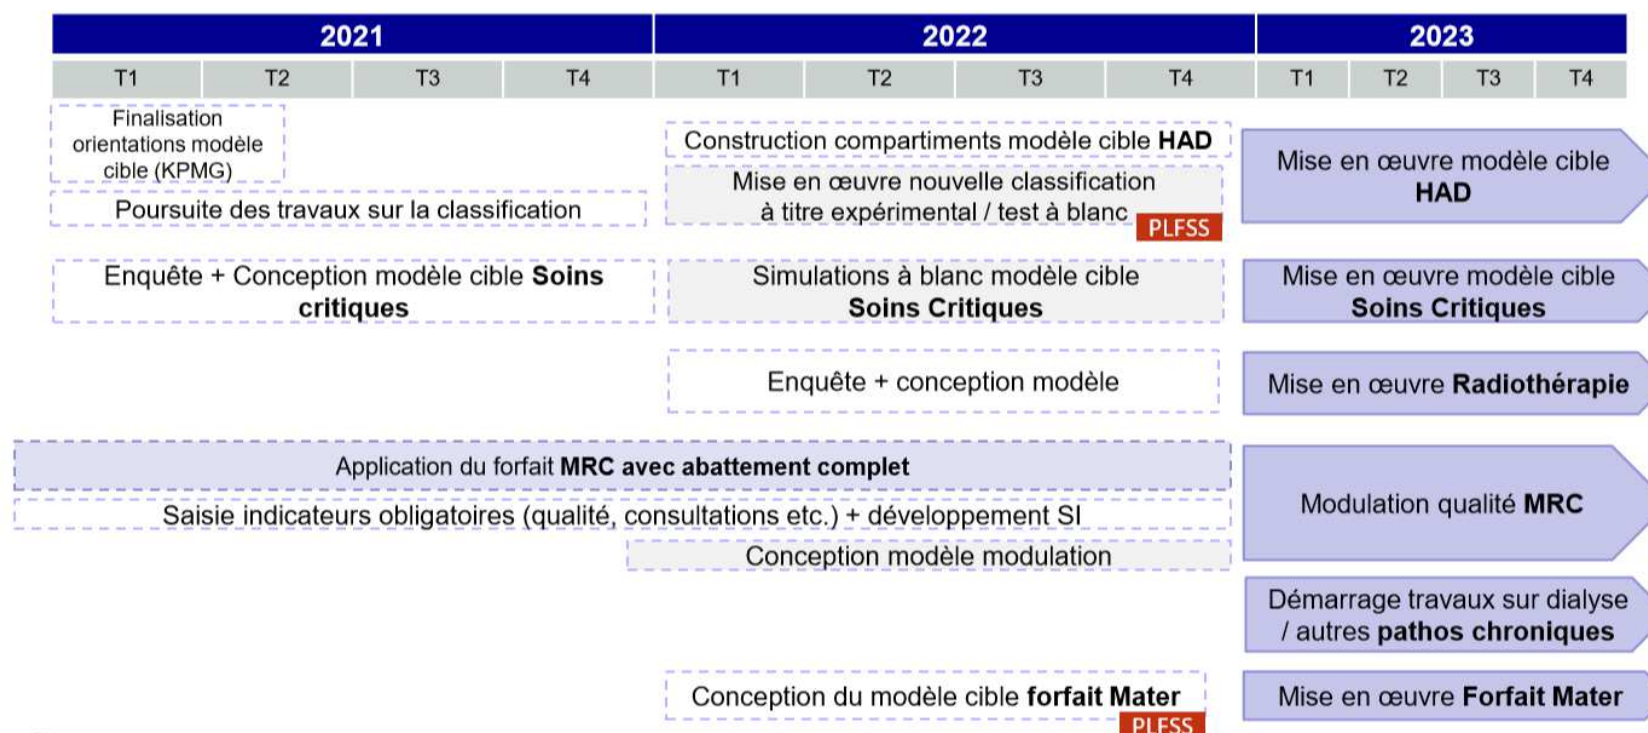 2021 2022 2023
T1 T2 T3 T4 T1 T2 T3 T4 T1 T2 T3 T4
Finalisation
orientations modèle
cible (KPMG)
Construction compartiments modèle cible HAD
Mise en œuvre modèle cible
HAD
Mise en œuvre nouvelle classification
à titre expérimental / test à blanc
PLFSS
Poursuite des travaux sur la classification
Enquête + Conception modèle cible Soins
critiques
Simulations à blanc modèle cible
Soins Critiques
Mise en œuvre modèle cible
Soins Critiques
Enquête + conception modèle
Mise en œuvre Radiothérapie
Application du forfait MRC avec abattement complet
Saisie indicateurs obligatoires (qualité, consultations etc.) + développement SI
Conception modèle modulation
Modulation qualité MRC
Démarrage travaux sur dialyse
/ autres pathos chroniques
Conception du modèle cible forfait Mater
PLFSS
Mise en œuvre Forfait Mater